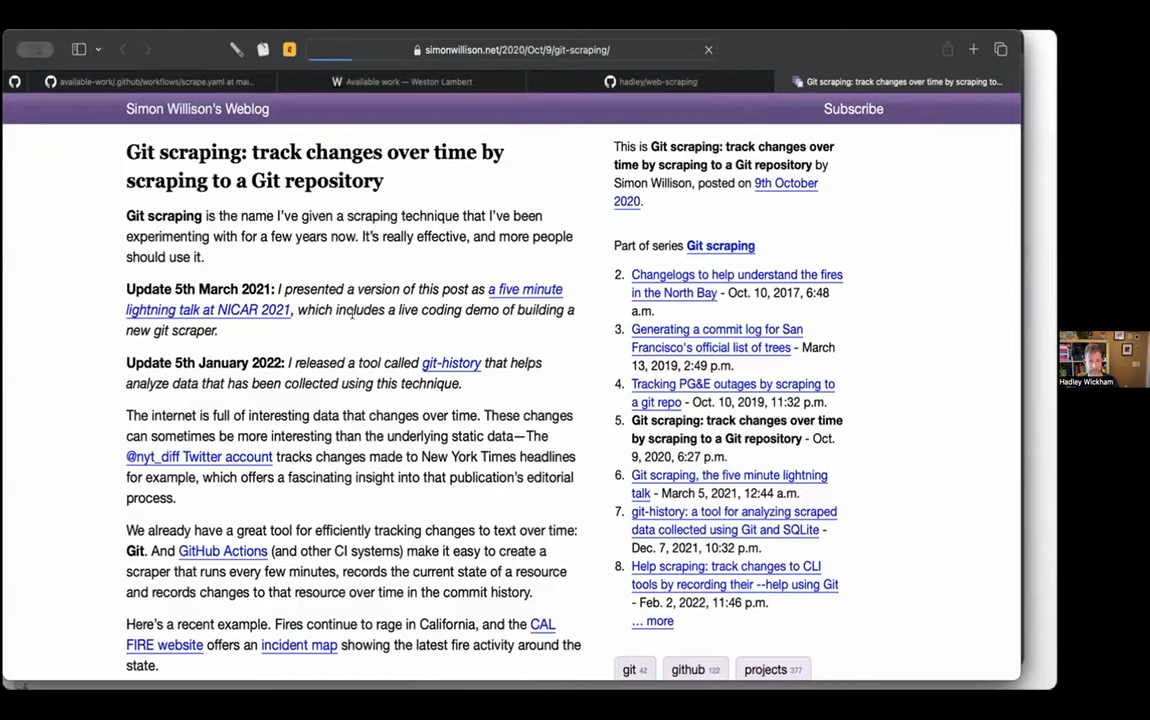 simonwillison.net/2020/Oct/9/git-scraping/
available-work/.github/workflows/scrape.yaml at mai...
Available work — Weston Lambert
hadley/web-scraping
Git scraping: track changes over time by scraping to...
Simon Willison's Weblog
Subscribe
Git scraping: track changes over time by
scraping to a Git repository
Git scraping is the name I've given a scraping technique that I've been
experimenting with for a few years now. It's really effective, and more people
should use it.
Update 5th March 2021: I presented a version of this post as a five minute
lightning talk at NICAR 2021, which includes a live coding demo of building a
new git scraper.
Update 5th January 2022: I released a tool called git-history that helps
analyze data that has been collected using this technique.
The internet is full of interesting data that changes over time. These changes
can sometimes be more interesting than the underlying static data—The
@nyt_diff Twitter account tracks changes made to New York Times headlines
for example, which offers a fascinating insight into that publication's editorial
process.
We already have a great tool for efficiently tracking changes to text over time:
Git. And GitHub Actions (and other CI systems) make it easy to create a
scraper that runs every few minutes, records the current state of a resource
and records changes to that resource over time in the commit history.
Here's a recent example. Fires continue to rage in California, and the CAL
FIRE website offers an incident map showing the latest fire activity around the
state.
This is Git scraping: track changes over
time by scraping to a Git repository by
Simon Willison, posted on 9th October
2020.
Part of series Git scraping
2. Changelogs to help understand the fires
in the North Bay - Oct. 10, 2017, 6:48
a.m.
3. Generating a commit log for San
Francisco's official list of trees - March
13, 2019, 2:49 p.m.
4. Tracking PG&E outages by scraping to
a git repo - Oct. 10, 2019, 11:32 p.m.
5. Git scraping: track changes over time
by scraping to a Git repository - Oct.
9, 2020, 6:27 p.m.
6. Git scraping, the five minute lightning
talk - March 5, 2021, 12:44 a.m.
7. git-history: a tool for analyzing scraped
data collected using Git and SQLite -
Dec. 7, 2021, 10:32 p.m.
8. Help scraping: track changes to CLI
tools by recording their --help using Git
- Feb. 2, 2022, 11:46 p.m.
... more
git 42 github 122 projects 377
Hadley Wickham